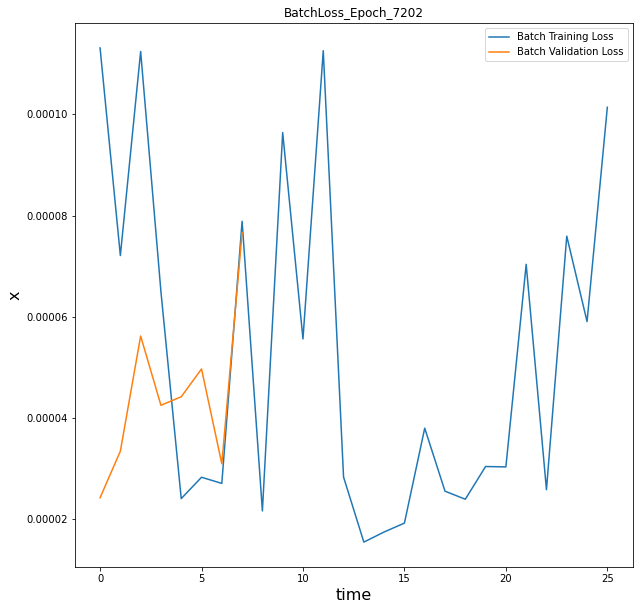 BatchLoss_Epoch_7202
Batch Training Loss
Batch Validation Loss
0.00010
0.00008
0.00006
0.00004
0.00002
x
0 5 10 15 20 25
time